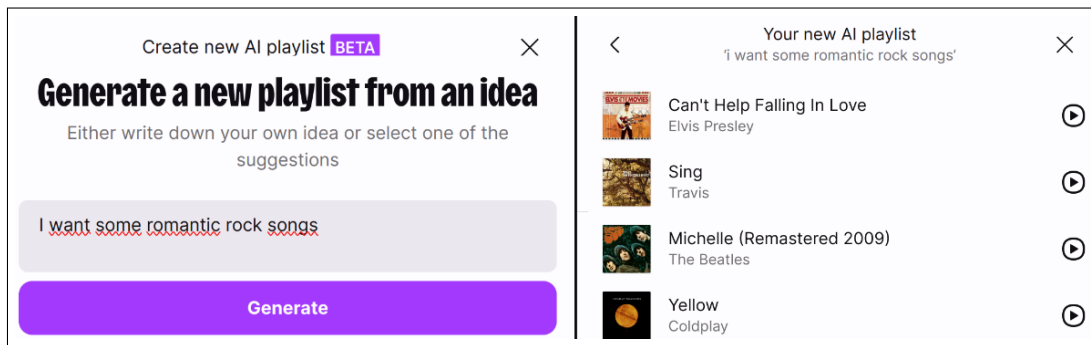 Create new AI playlist BETA
Generate a new playlist from an idea
Either write down your own idea or select one of the
suggestions
I want some romantic rock songs
Generate
Your new AI playlist
'i want some romantic rock songs'
Can't Help Falling In Love
Elvis Presley
Sing
Travis
Michelle (Remastered 2009)
The Beatles
Yellow
Coldplay